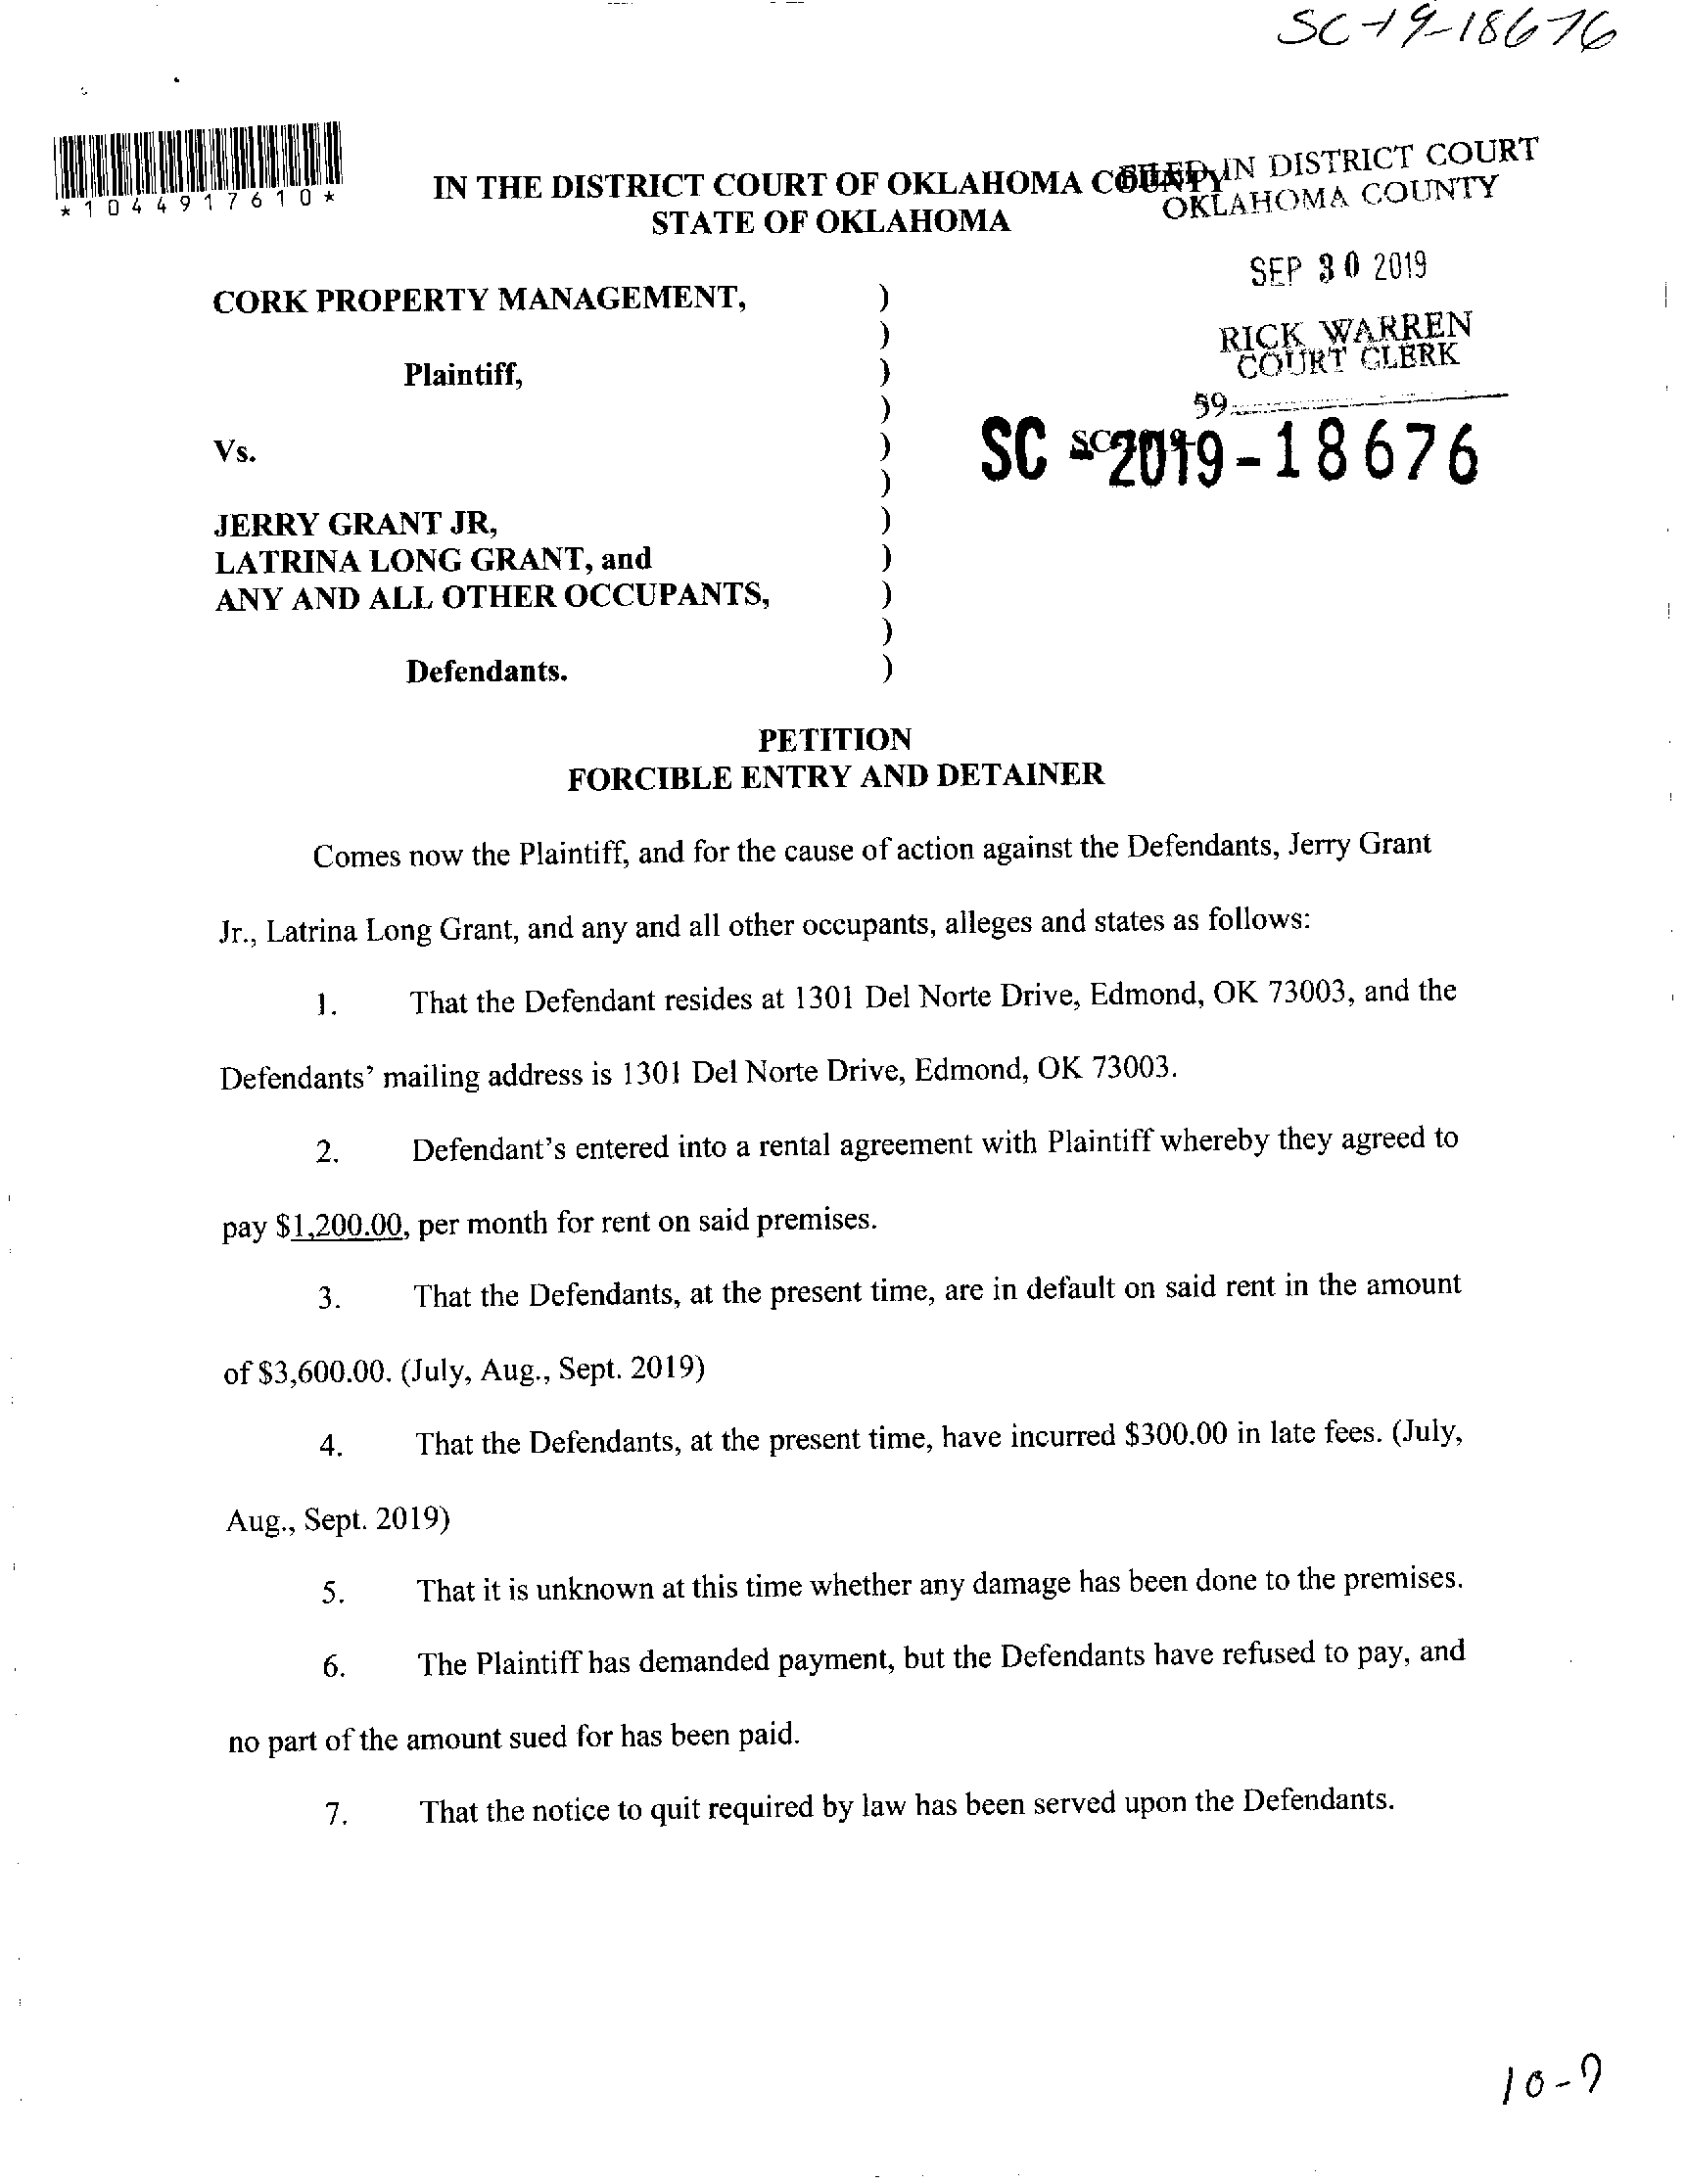 SC-19-18676
*1044917610*
IN THE DISTRICT COURT OF OKLAHOMA COUNTY
STATE OF OKLAHOMA
FILED IN DISTRICT COURT
OKLAHOMA COUNTY
SEP 30 2019
RICK WARREN
COURT CLERK
59
SC 2019-18676
CORK PROPERTY MANAGEMENT, )
)
Plaintiff, )
)
Vs. )
)
JERRY GRANT JR, )
LATRINA LONG GRANT, and )
ANY AND ALL OTHER OCCUPANTS, )
)
Defendants. )
PETITION
FORCIBLE ENTRY AND DETAINER
Comes now the Plaintiff, and for the cause of action against the Defendants, Jerry Grant
Jr., Latrina Long Grant, and any and all other occupants, alleges and states as follows:
1. That the Defendant resides at 1301 Del Norte Drive, Edmond, OK 73003, and the
Defendants' mailing address is 1301 Del Norte Drive, Edmond, OK 73003.
2. Defendant's entered into a rental agreement with Plaintiff whereby they agreed to
pay $1,200.00, per month for rent on said premises.
3. That the Defendants, at the present time, are in default on said rent in the amount
of $3,600.00. (July, Aug., Sept. 2019)
4. That the Defendants, at the present time, have incurred $300.00 in late fees. (July,
Aug., Sept. 2019)
5. That it is unknown at this time whether any damage has been done to the premises.
6. The Plaintiff has demanded payment, but the Defendants have refused to pay, and
no part of the amount sued for has been paid.
7. That the notice to quit required by law has been served upon the Defendants.